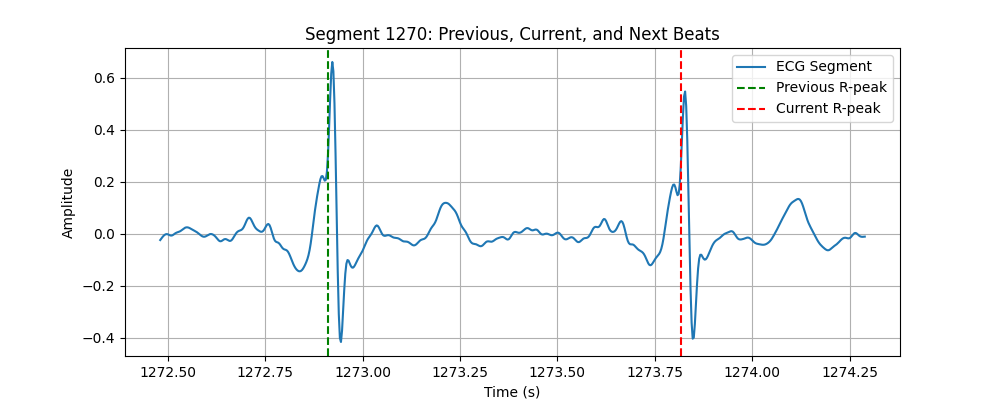 Segment 1270: Previous, Current, and Next Beats
ECG Segment
Previous R-peak
Current R-peak
Amplitude
0.6
0.4
0.2
0.0
−0.2
−0.4
1272.50 1272.75 1273.00 1273.25 1273.50 1273.75 1274.00 1274.25
Time (s)